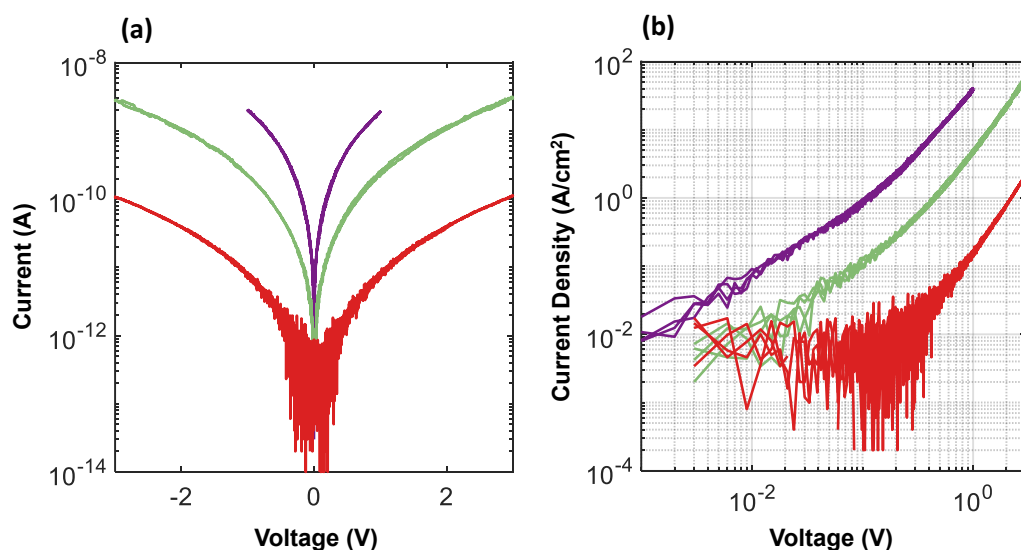 (a)
10⁻⁸
10⁻¹⁰
10⁻¹²
10⁻¹⁴
Current (A)
-2
0
2
Voltage (V)
(b)
10²
10⁰
10⁻²
10⁻⁴
Current Density (A/cm²)
10⁻²
10⁰
Voltage (V)